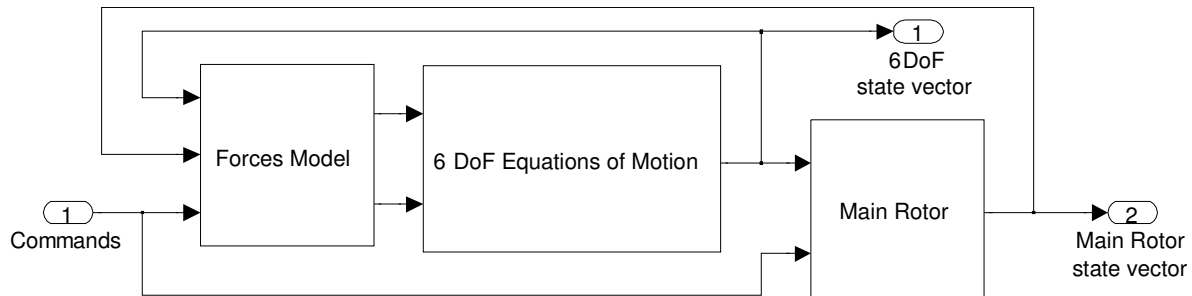 1
6DoF
state vector
Forces Model
6 DoF Equations of Motion
Main Rotor
1
Commands
2
Main Rotor
state vector